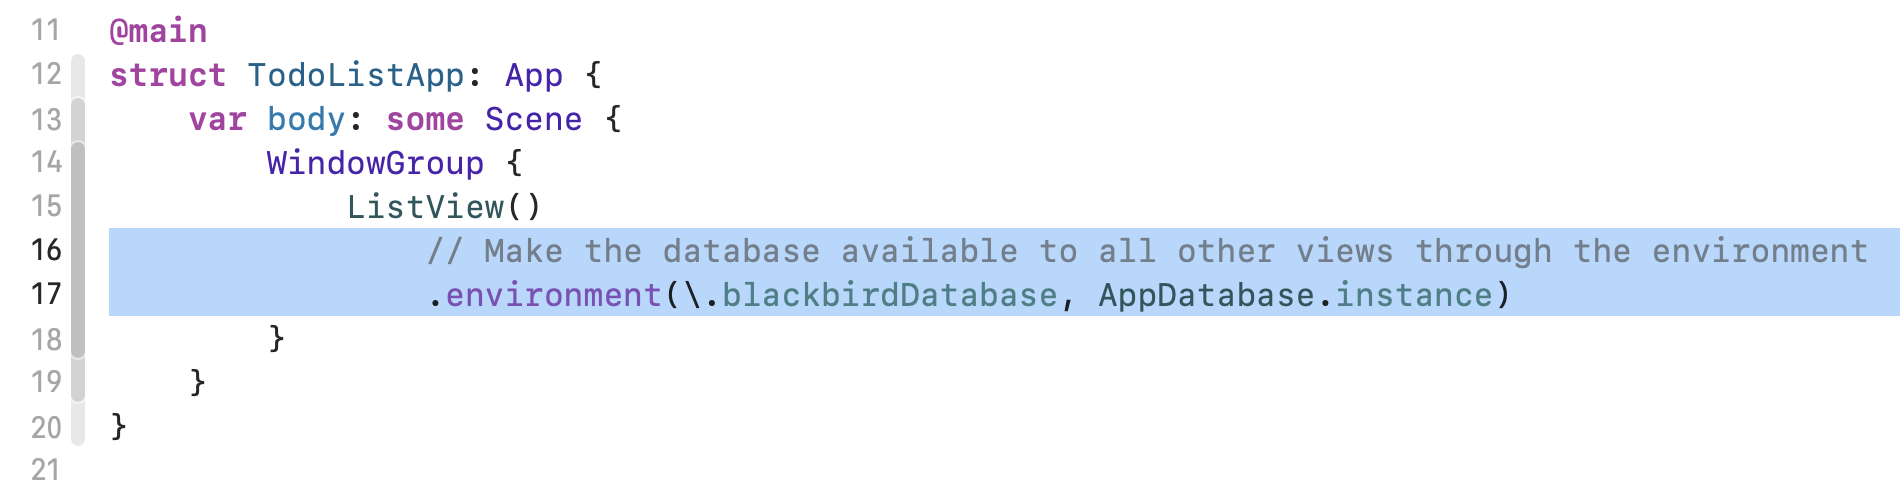 11 @main
12 struct TodoListApp: App {
13     var body: some Scene {
14         WindowGroup {
15             ListView()
16                 // Make the database available to all other views through the environment
17                 .environment(\.blackbirdDatabase, AppDatabase.instance)
18         }
19     }
20 }
21